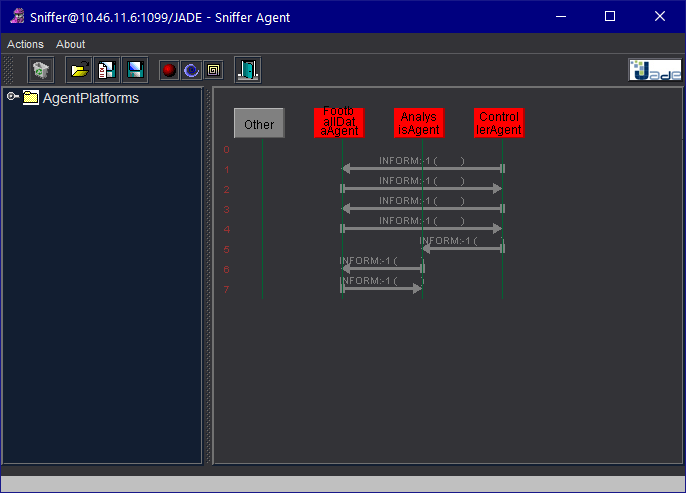 Sniffer@10.46.11.6:1099/JADE - Sniffer Agent
Actions About
Jade
AgentPlatforms
Other
Footb
allDat
aAgent
Analys
isAgent
Control
lerAgent
0
1 INFORM:-1 ( )
2 INFORM:-1 ( )
3 INFORM:-1 ( )
4 INFORM:-1 ( )
5 INFORM:-1 (
6 INFORM:-1 ( )
7 INFORM:-1 ( )